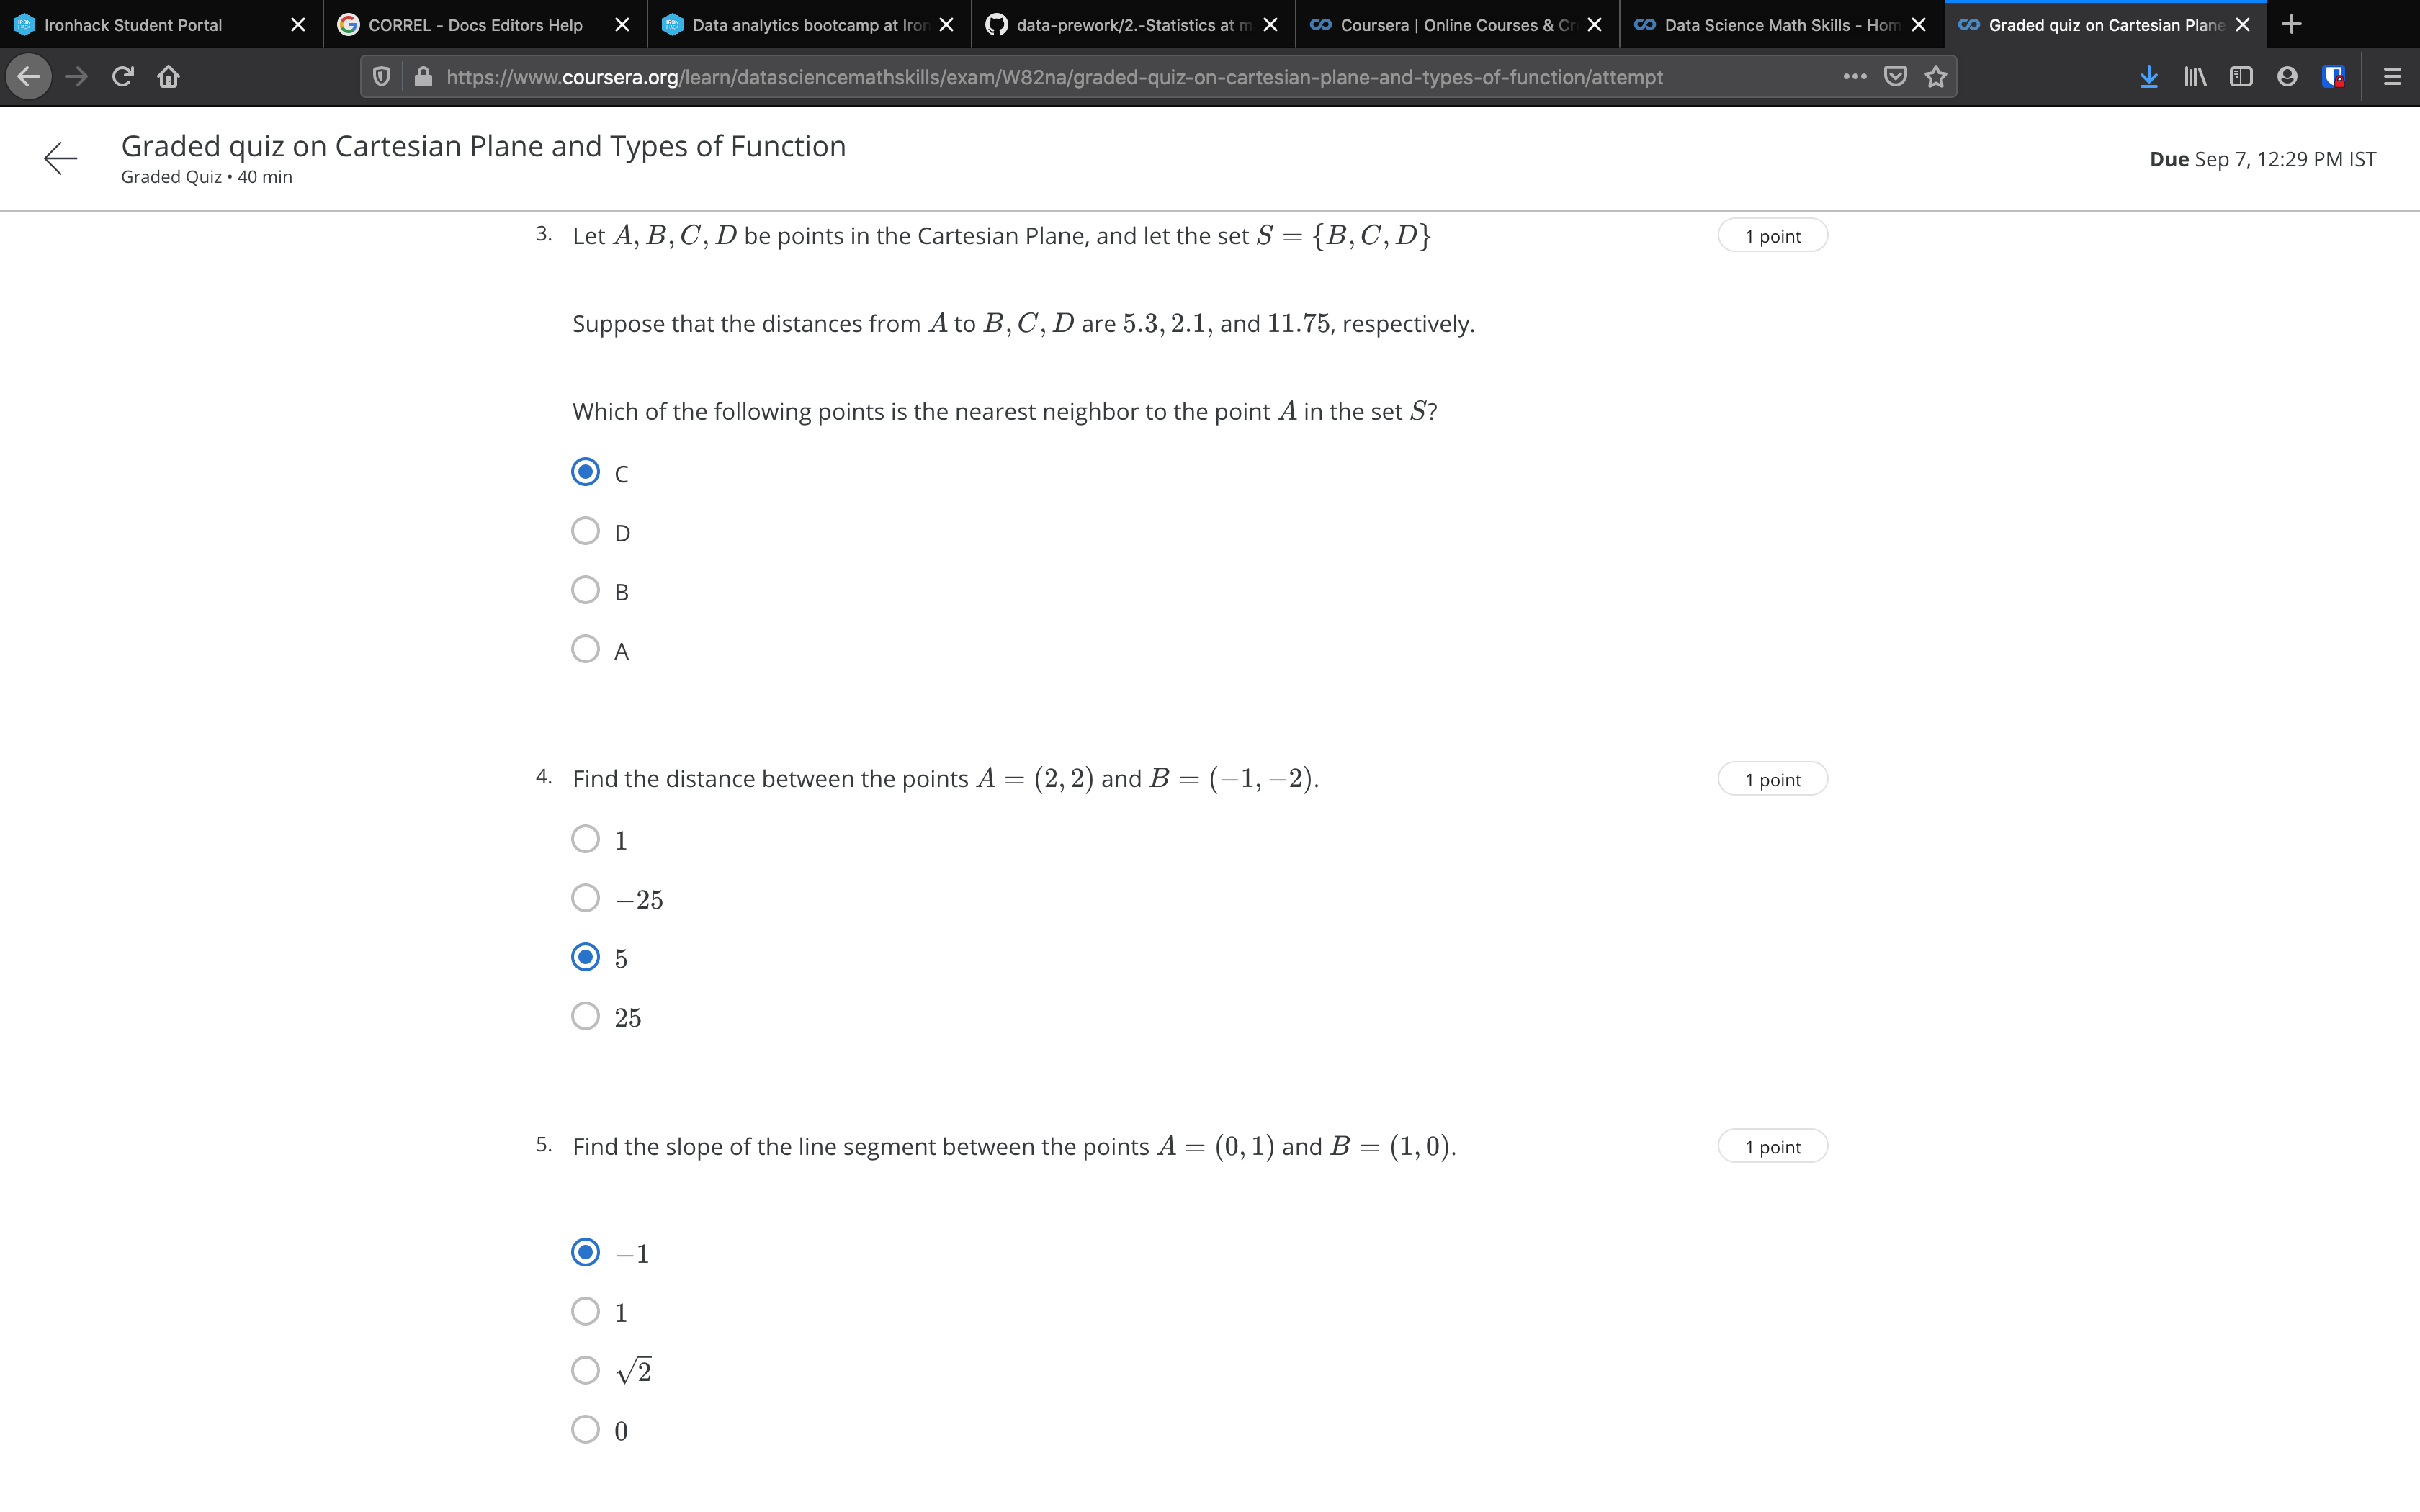 Ironhack Student Portal
CORREL - Docs Editors Help
Data analytics bootcamp at Iron
data-prework/2.-Statistics at m
Coursera | Online Courses & Cr
Data Science Math Skills - Hom
Graded quiz on Cartesian Plane
https://www.coursera.org/learn/datasciencemathskills/exam/W82na/graded-quiz-on-cartesian-plane-and-types-of-function/attempt
Graded quiz on Cartesian Plane and Types of Function
Graded Quiz • 40 min
Due Sep 7, 12:29 PM IST
3. Let A, B, C, D be points in the Cartesian Plane, and let the set S = {B, C, D}
1 point
Suppose that the distances from A to B, C, D are 5.3, 2.1, and 11.75, respectively.
Which of the following points is the nearest neighbor to the point A in the set S?
C
D
B
A
4. Find the distance between the points A = (2, 2) and B = (−1, −2).
1 point
1
−25
5
25
5. Find the slope of the line segment between the points A = (0, 1) and B = (1, 0).
1 point
−1
1
√2
0